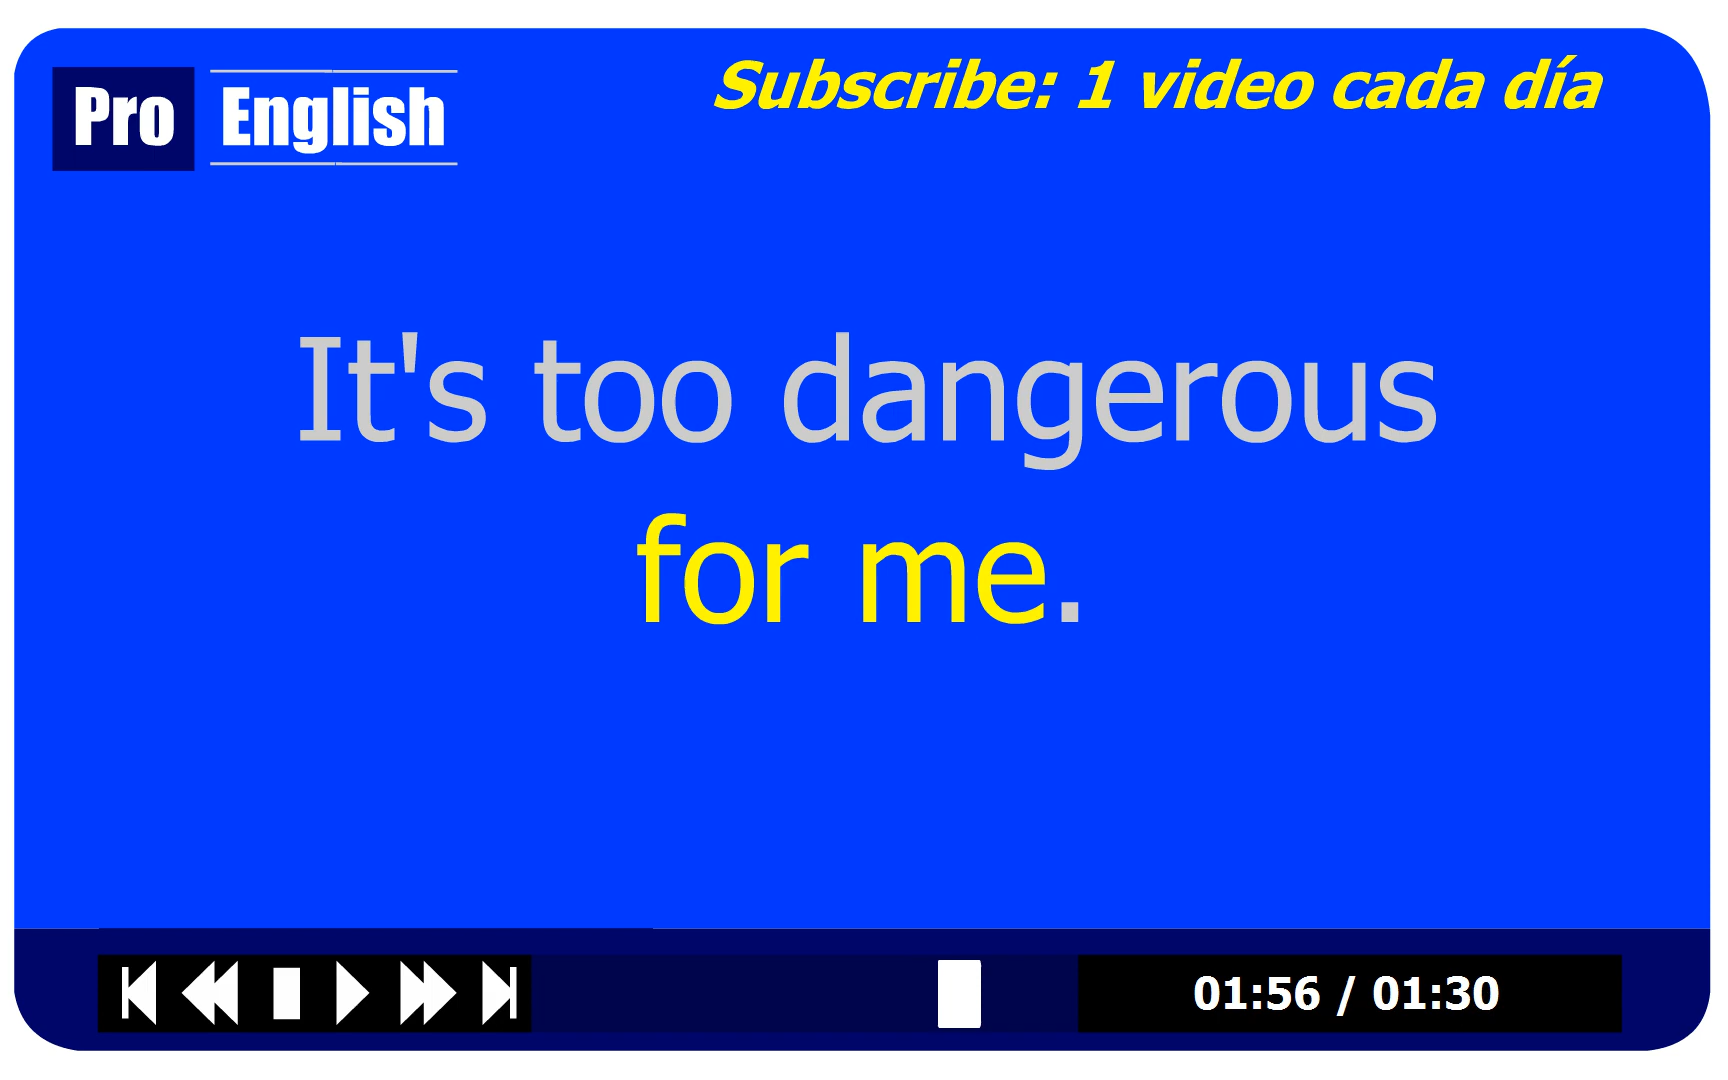 Pro English
Subscribe: 1 video cada día
It's too dangerous
for me.
01:56 / 01:30